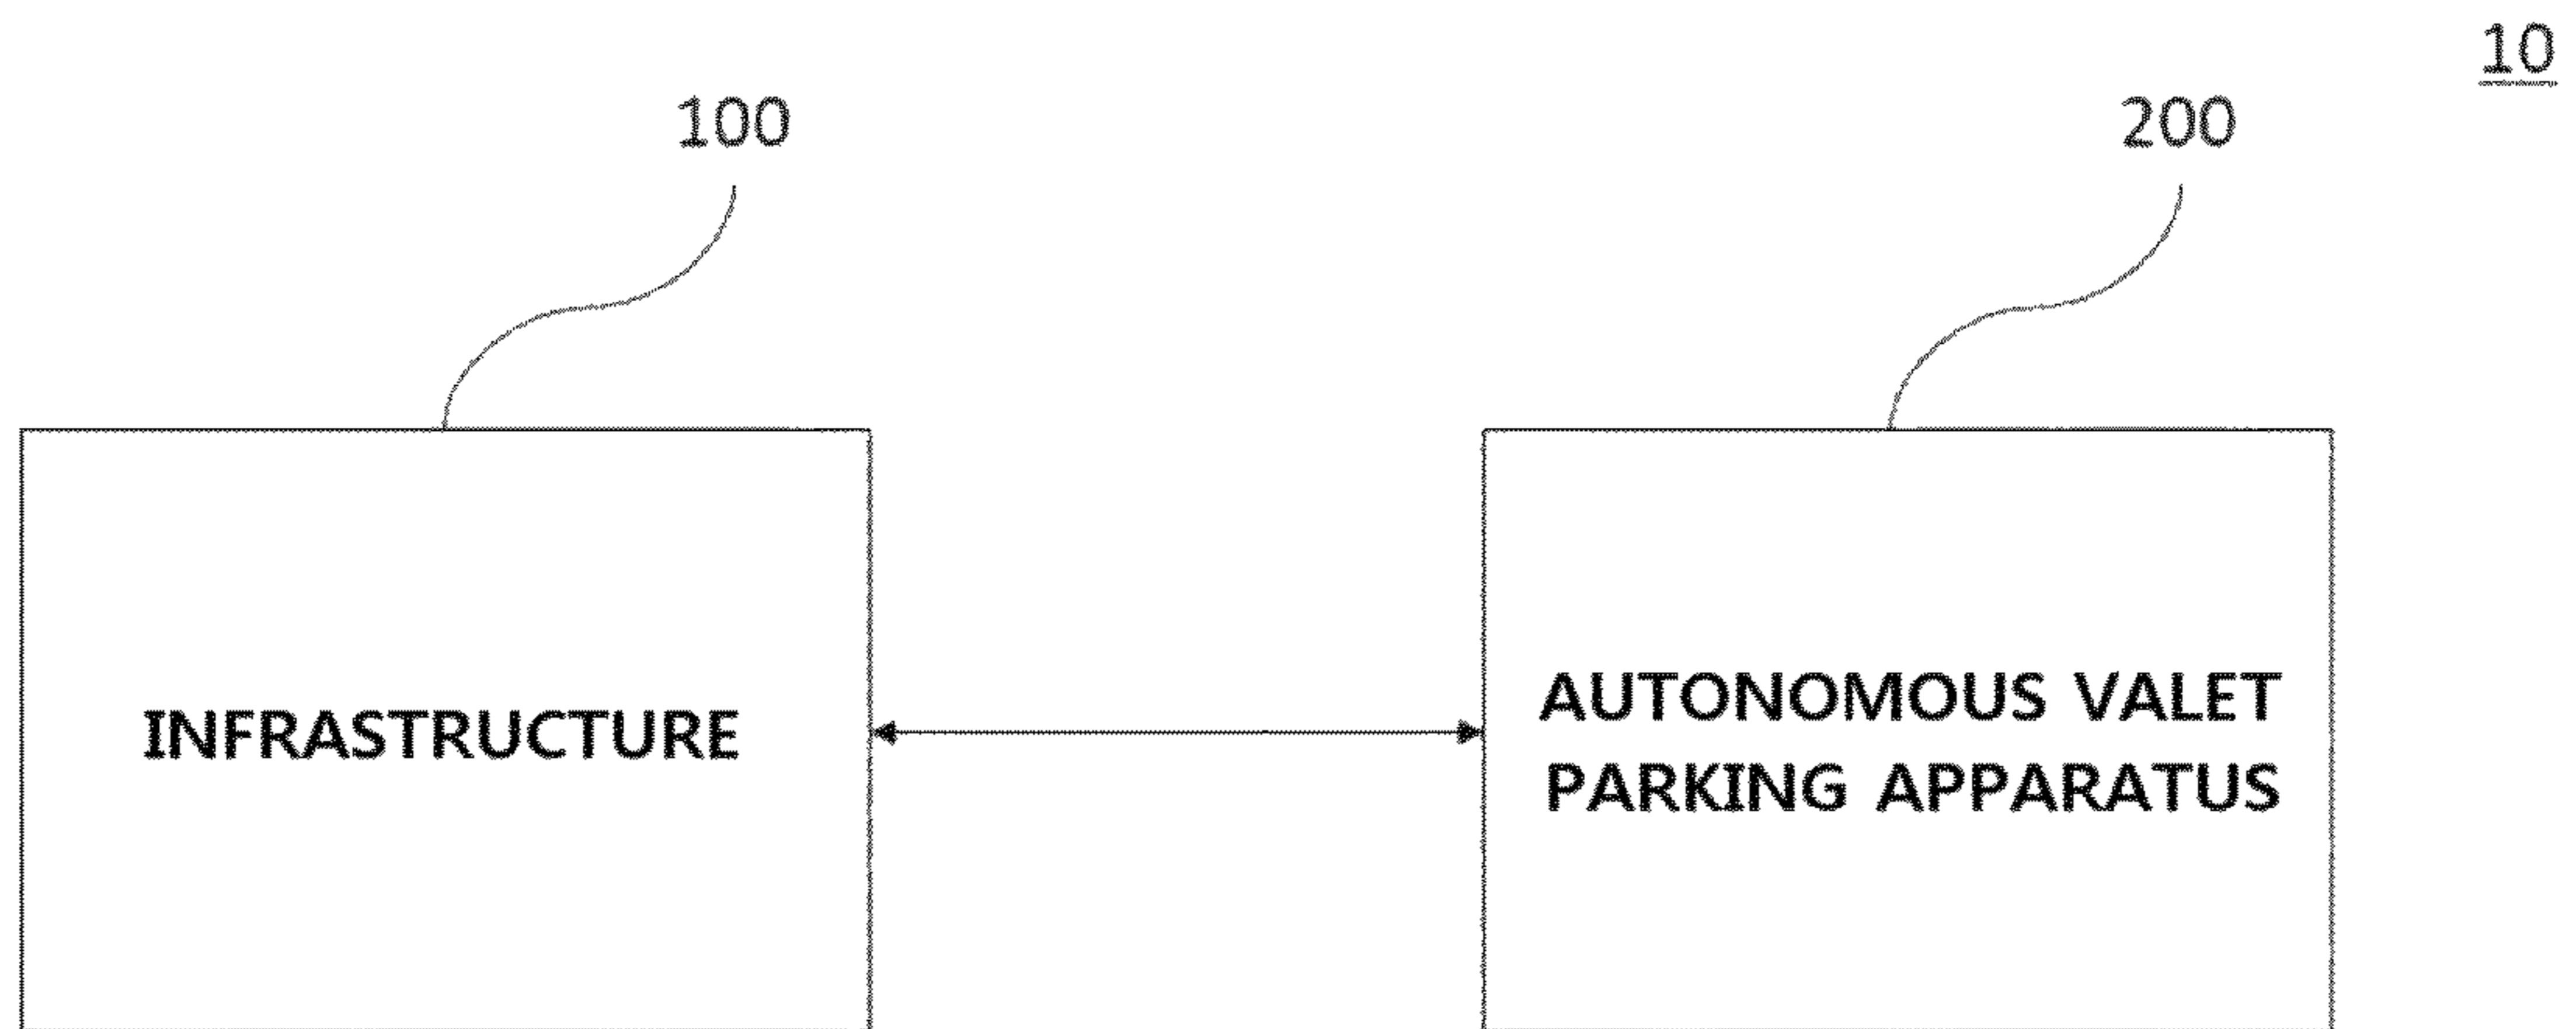 10
100
200
INFRASTRUCTURE
AUTONOMOUS VALET
PARKING APPARATUS